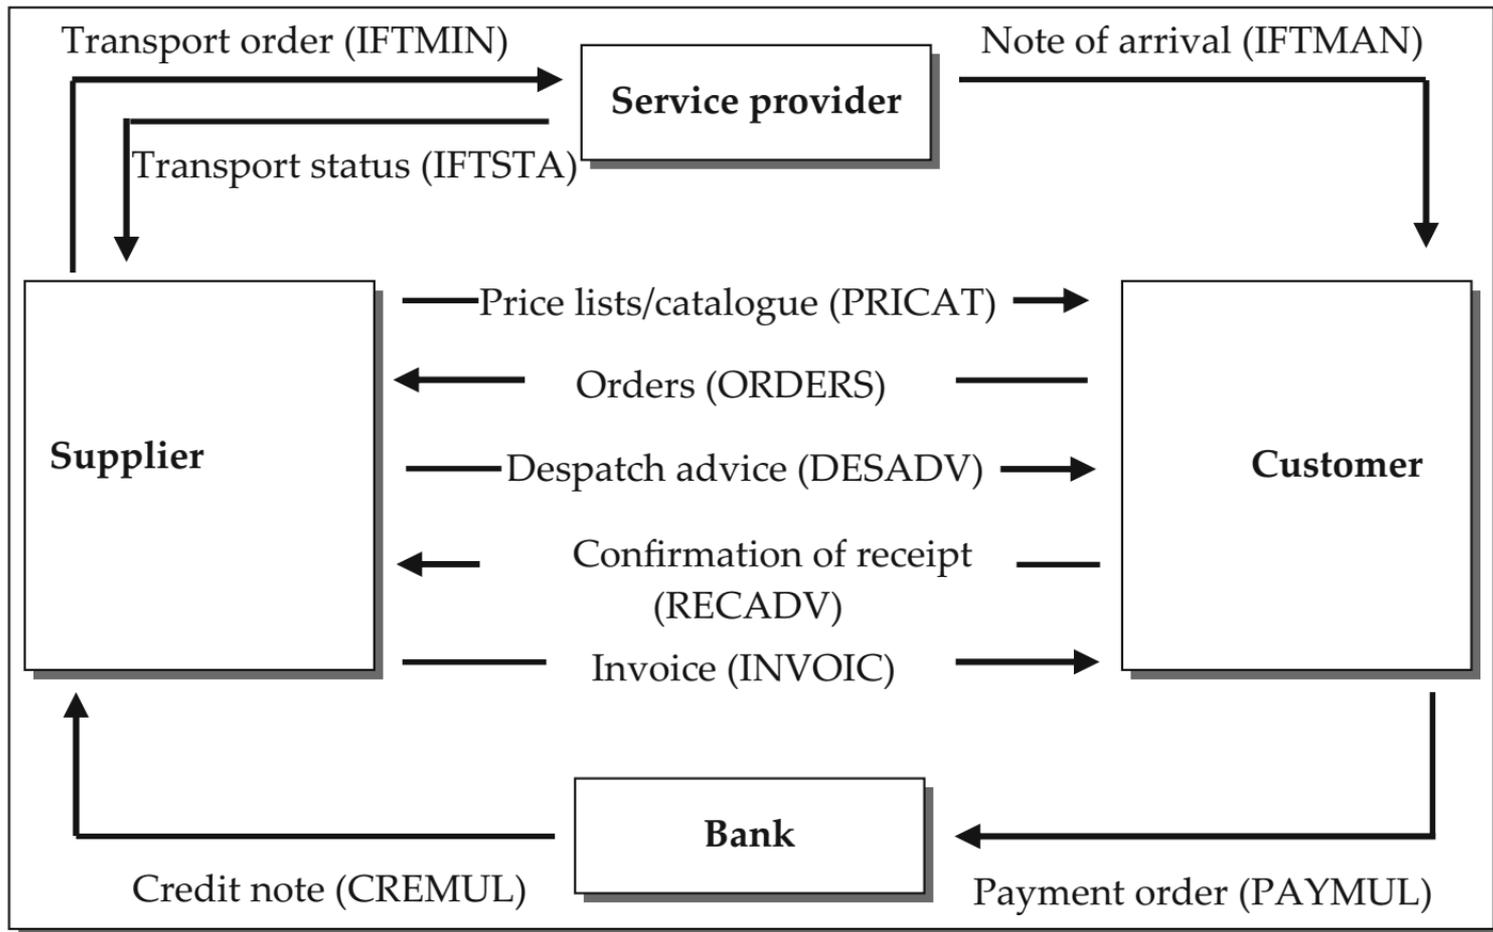 Transport order (IFTMIN)
Note of arrival (IFTMAN)
Service provider
Transport status (IFTSTA)
Price lists/catalogue (PRICAT)
Orders (ORDERS)
Supplier
Customer
Despatch advice (DESADV)
Confirmation of receipt
(RECADV)
Invoice (INVOIC)
Bank
Credit note (CREMUL)
Payment order (PAYMUL)